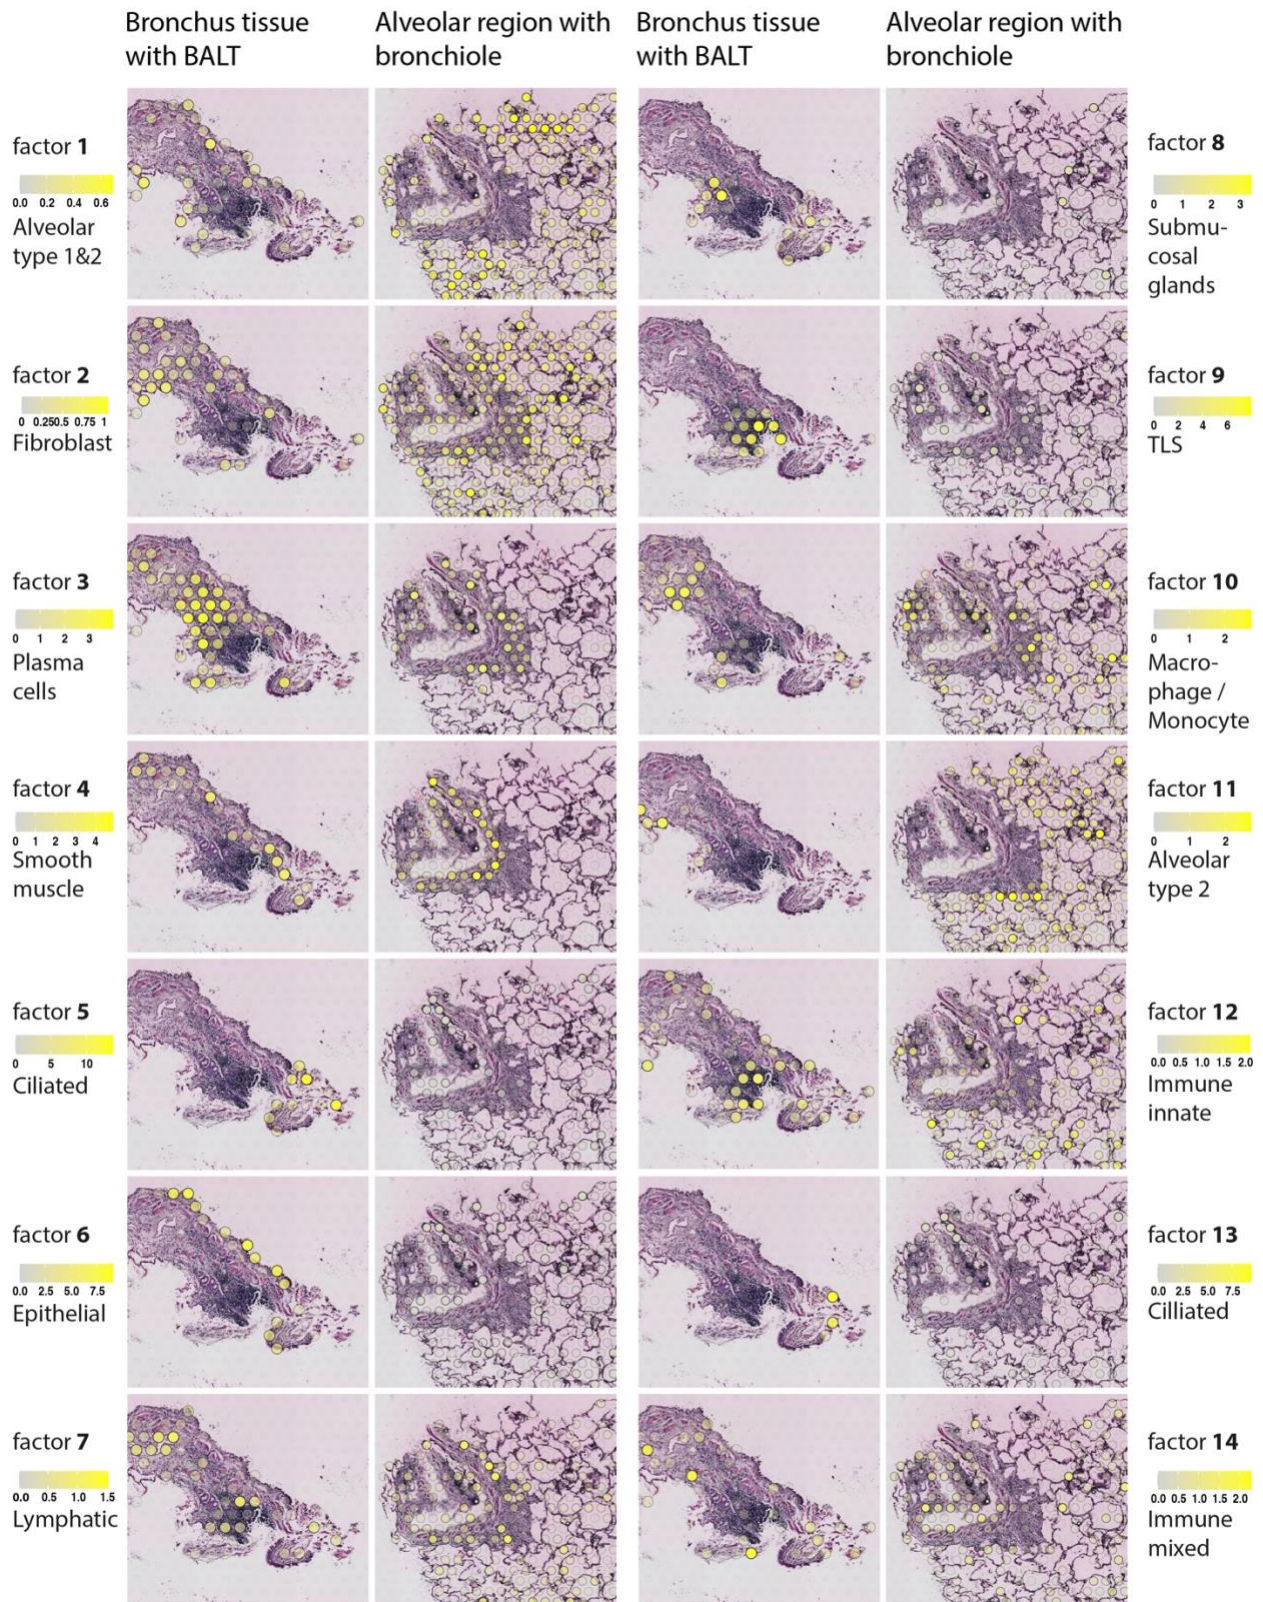 Bronchus tissue
with BALT
Alveolar region with
bronchiole
Bronchus tissue
with BALT
Alveolar region with
bronchiole
factor 1
0.0 0.2 0.4 0.6
Alveolar
type 1&2
factor 2
0 0.250.5 0.75 1
Fibroblast
factor 3
0 1 2 3
Plasma
cells
factor 4
0 1 2 3 4
Smooth
muscle
factor 5
0 5 10
Ciliated
factor 6
0.0 2.5 5.0 7.5
Epithelial
factor 7
0.0 0.5 1.0 1.5
Lymphatic
factor 8
0 1 2 3
Submu-
cosal
glands
factor 9
0 2 4 6
TLS
factor 10
0 1 2
Macro-
phage /
Monocyte
factor 11
0 1 2
Alveolar
type 2
factor 12
0.0 0.5 1.0 1.5 2.0
Immune
innate
factor 13
0.0 2.5 5.0 7.5
Cilliated
factor 14
0.0 0.5 1.0 1.5 2.0
Immune
mixed